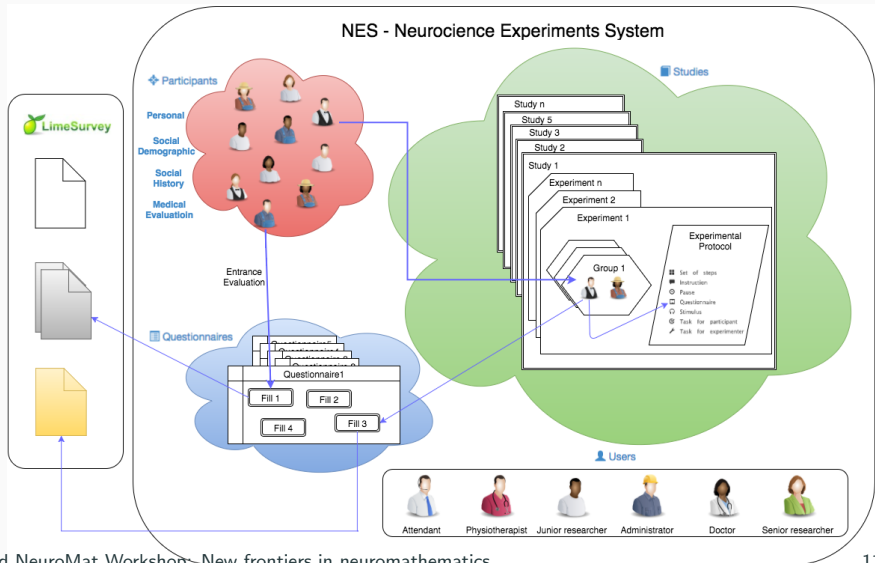 NES - Neurocience Experiments System
Participants
Personal
Social
Demographic
Social
History
Medical
Evaluatioin
LimeSurvey
Studies
Study n
Study 5
Study 3
Study 2
Study 1
Experiment n
Experiment 2
Experiment 1
Group 1
Experimental
Protocol
Set of steps
Instruction
Pause
Questionnaire
Stimulus
Task for participant
Task for experimenter
Entrance
Evaluation
Questionnaires
Questionnaire1
Fill 1
Fill 2
Fill 4
Fill 3
Users
Attendant
Physiotherapist
Junior researcher
Administrator
Doctor
Senior researcher
NeuroMat Workshop: New frontiers in neuromathematics